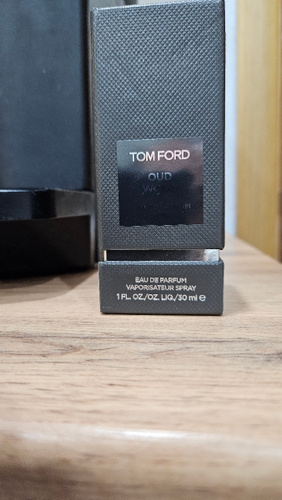 TOM FORD
OUD
EAU DE PARFUM
VAPORISATEUR SPRAY
1 FL. OZ./OZ. LIQ./30 ml e